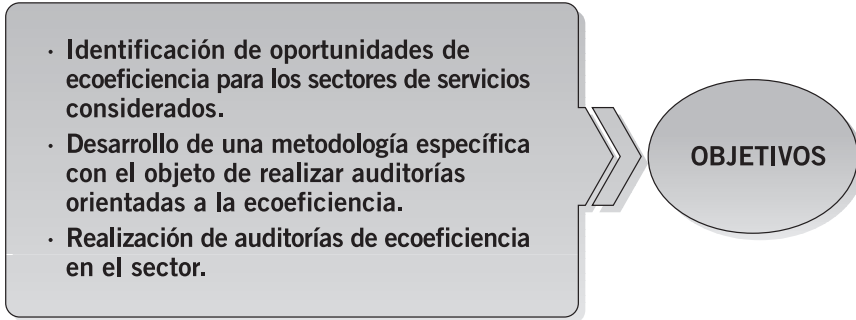 · Identificación de oportunidades de
ecoeficiencia para los sectores de servicios
considerados.
· Desarrollo de una metodología específica
con el objeto de realizar auditorías
orientadas a la ecoeficiencia.
· Realización de auditorías de ecoeficiencia
en el sector.
OBJETIVOS